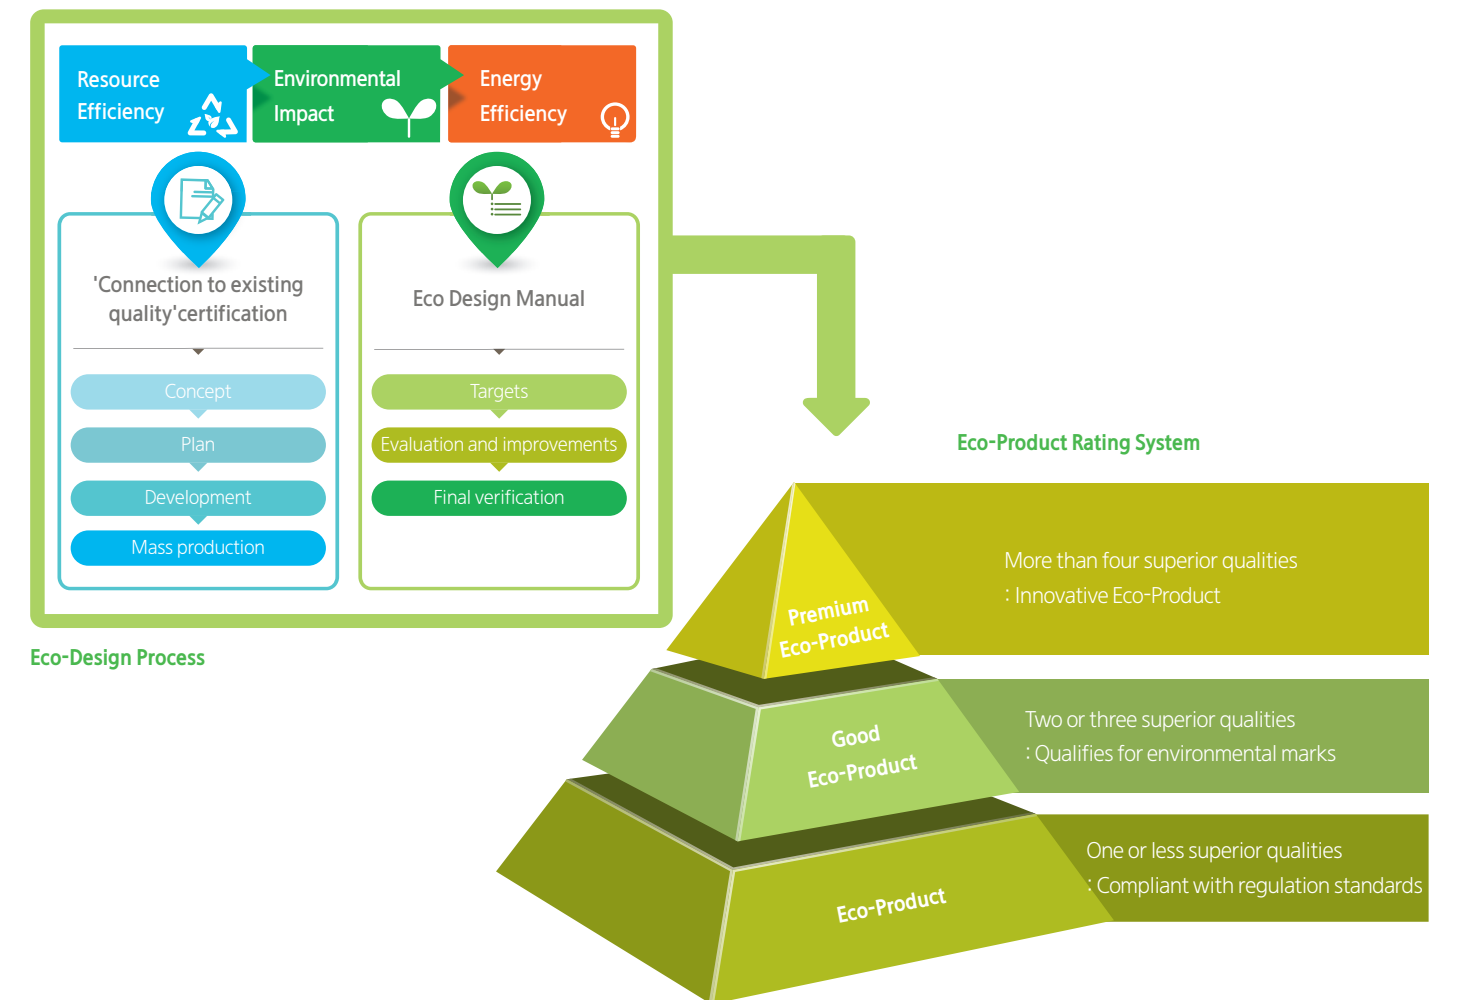 Resource
Efficiency
Environmental
Impact
Energy
Efficiency
'Connection to existing
quality'certification
Concept
Plan
Development
Mass production
Eco Design Manual
Targets
Evaluation and improvements
Final verification
Eco-Design Process
Eco-Product Rating System
Premium
Eco-Product
More than four superior qualities
: Innovative Eco-Product
Good
Eco-Product
Two or three superior qualities
: Qualifies for environmental marks
Eco-Product
One or less superior qualities
: Compliant with regulation standards